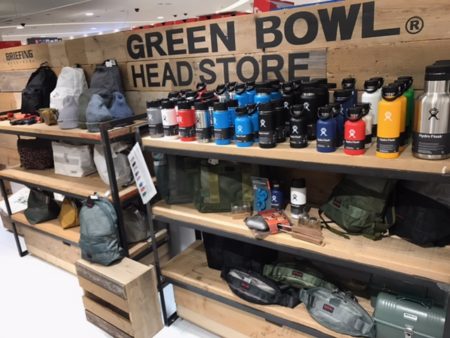 BRIEFING
GREEN BOWL®
HEAD STORE
Hydro Flask